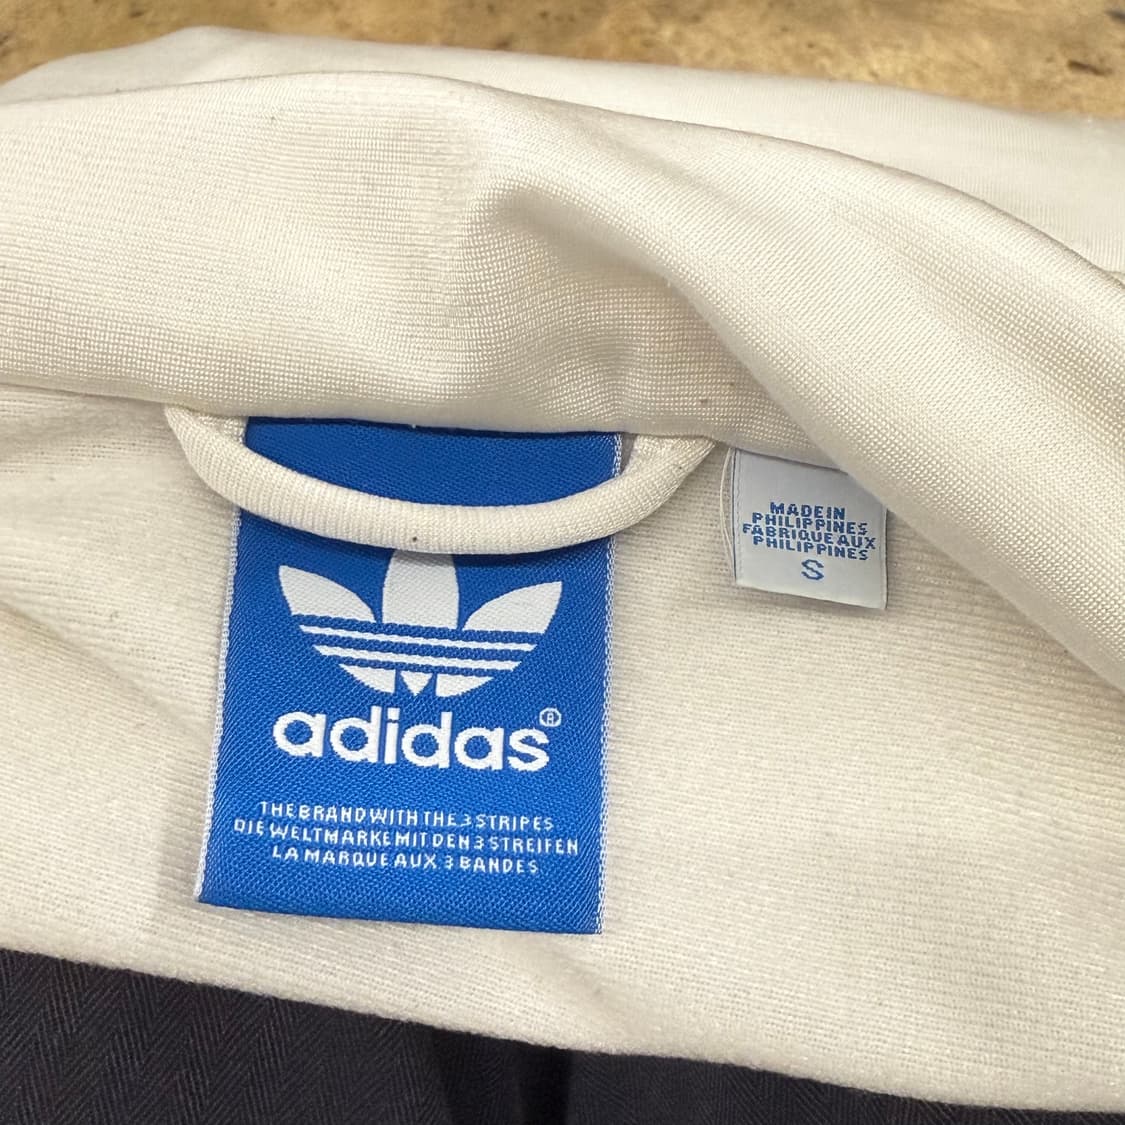 adidas®
THE BRAND WITH THE 3 STRIPES
DIE WELTMARKE MIT DEN 3 STREIFEN
LA MARQUE AUX 3 BANDES
MADE IN
PHILIPPINES
FABRIQUE AUX
PHILIPPINES
S